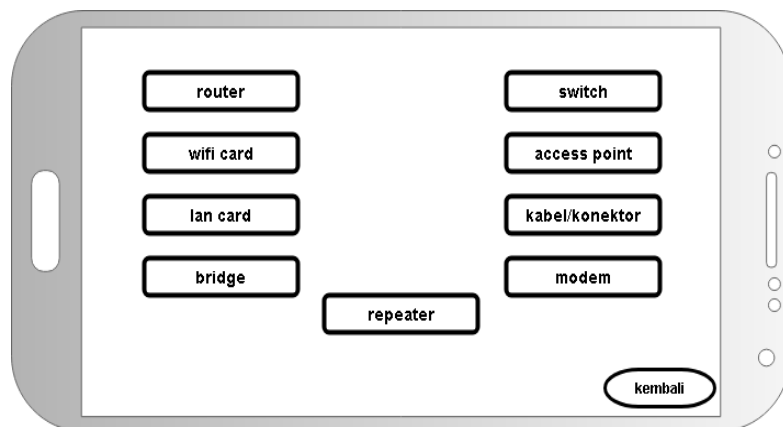 router
switch
wifi card
access point
lan card
kabel/konektor
bridge
modem
repeater
kembali